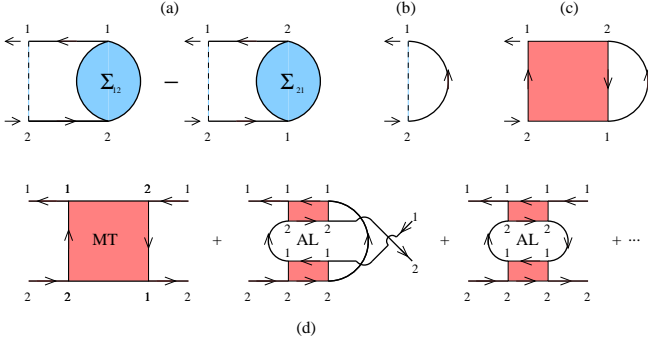 (a) (b) (c)
1 1 1 2 1 1 2
Σ12 − Σ21
2 2 2 1 2 2 1
1 1 2 1 1 1 1 1 1 1 1
1
2 2 2 2
MT + AL + AL + ...
1 1 1 1
2
2 2 1 2 2 2 2 2 2 2 2
(d)